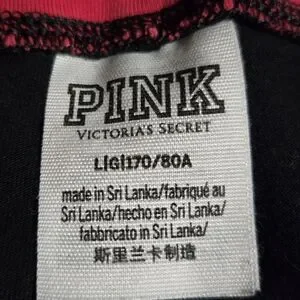 PINK
VICTORIA'S SECRET
L|G|170/80A
made in Sri Lanka/fabriqué au
Sri Lanka/hecho en Sri Lanka/
fabbricato in Sri Lanka/
斯里兰卡制造